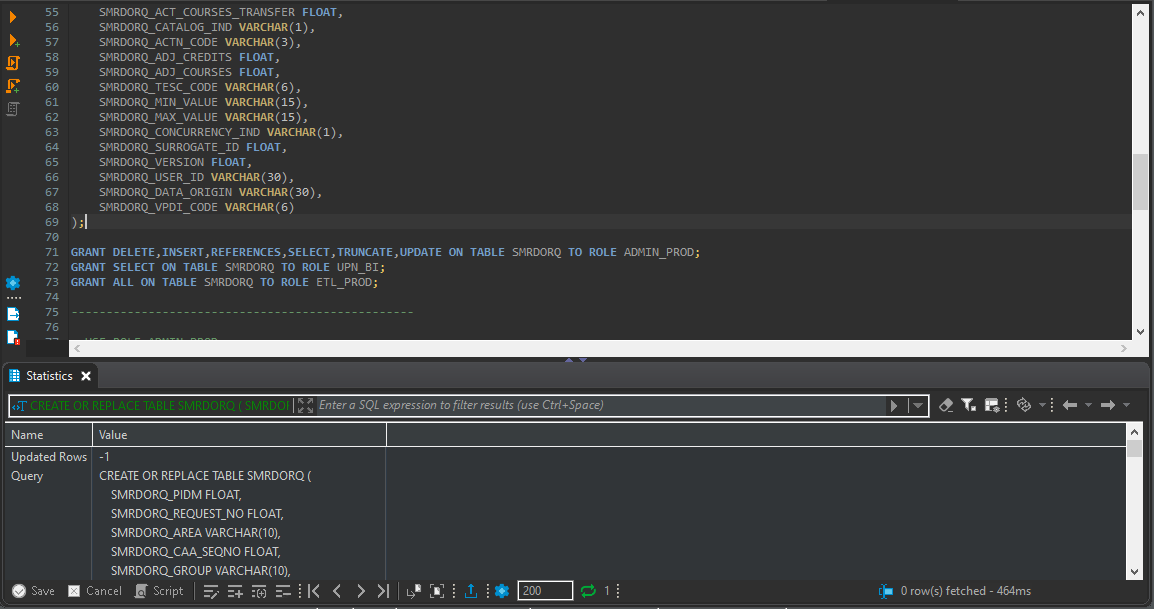 55 SMRDORQ_ACT_COURSES_TRANSFER FLOAT,
56 SMRDORQ_CATALOG_IND VARCHAR(1),
57 SMRDORQ_ACTN_CODE VARCHAR(3),
58 SMRDORQ_ADJ_CREDITS FLOAT,
59 SMRDORQ_ADJ_COURSES FLOAT,
60 SMRDORQ_TESC_CODE VARCHAR(6),
61 SMRDORQ_MIN_VALUE VARCHAR(15),
62 SMRDORQ_MAX_VALUE VARCHAR(15),
63 SMRDORQ_CONCURRENCY_IND VARCHAR(1),
64 SMRDORQ_SURROGATE_ID FLOAT,
65 SMRDORQ_VERSION FLOAT,
66 SMRDORQ_USER_ID VARCHAR(30),
67 SMRDORQ_DATA_ORIGIN VARCHAR(30),
68 SMRDORQ_VPDI_CODE VARCHAR(6)
69 );
70
71 GRANT DELETE,INSERT,REFERENCES,SELECT,TRUNCATE,UPDATE ON TABLE SMRDORQ TO ROLE ADMIN_PROD;
72 GRANT SELECT ON TABLE SMRDORQ TO ROLE UPN_BI;
73 GRANT ALL ON TABLE SMRDORQ TO ROLE ETL_PROD;
74
75 -------------------------------------------------
76
77 USE ROLE ADMIN_PROD
Statistics
CREATE OR REPLACE TABLE SMRDORQ ( SMRDOI Enter a SQL expression to filter results (use Ctrl+Space)
Name Value
Updated Rows -1
Query CREATE OR REPLACE TABLE SMRDORQ (
SMRDORQ_PIDM FLOAT,
SMRDORQ_REQUEST_NO FLOAT,
SMRDORQ_AREA VARCHAR(10),
SMRDORQ_CAA_SEQNO FLOAT,
SMRDORQ_GROUP VARCHAR(10),
Save Cancel Script 200 1 0 row(s) fetched - 464ms